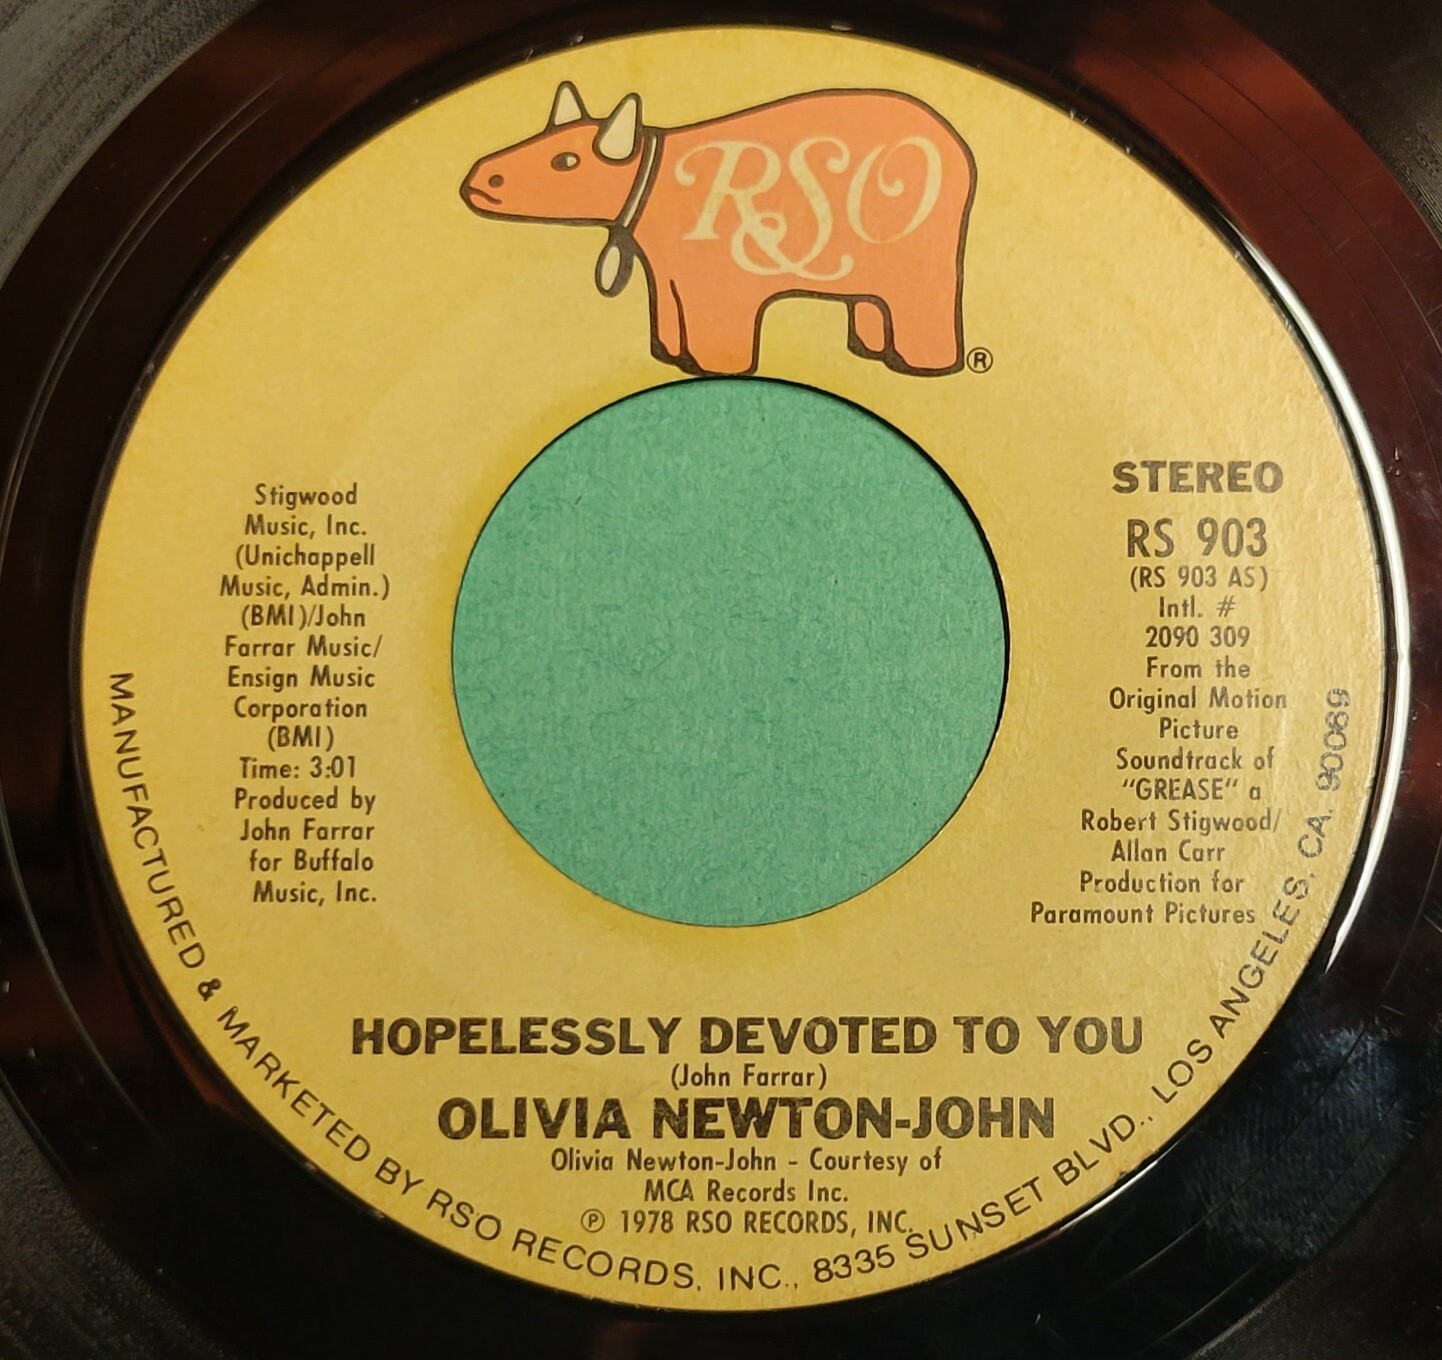 RSO
®
Stigwood
Music, Inc.
(Unichappell
Music, Admin.)
(BMI)/John
Farrar Music/
Ensign Music
Corporation
(BMI)
Time: 3:01
Produced by
John Farrar
for Buffalo
Music, Inc.
STEREO
RS 903
(RS 903 AS)
Intl. #
2090 309
From the
Original Motion
Picture
Soundtrack of
"GREASE" a
Robert Stigwood/
Allan Carr
Production for
Paramount Pictures
HOPELESSLY DEVOTED TO YOU
(John Farrar)
OLIVIA NEWTON-JOHN
Olivia Newton-John - Courtesy of
MCA Records Inc.
℗ 1978 RSO RECORDS, INC.
MANUFACTURED & MARKETED BY RSO RECORDS, INC., 8335 SUNSET BLVD., LOS ANGELES, CA. 90069